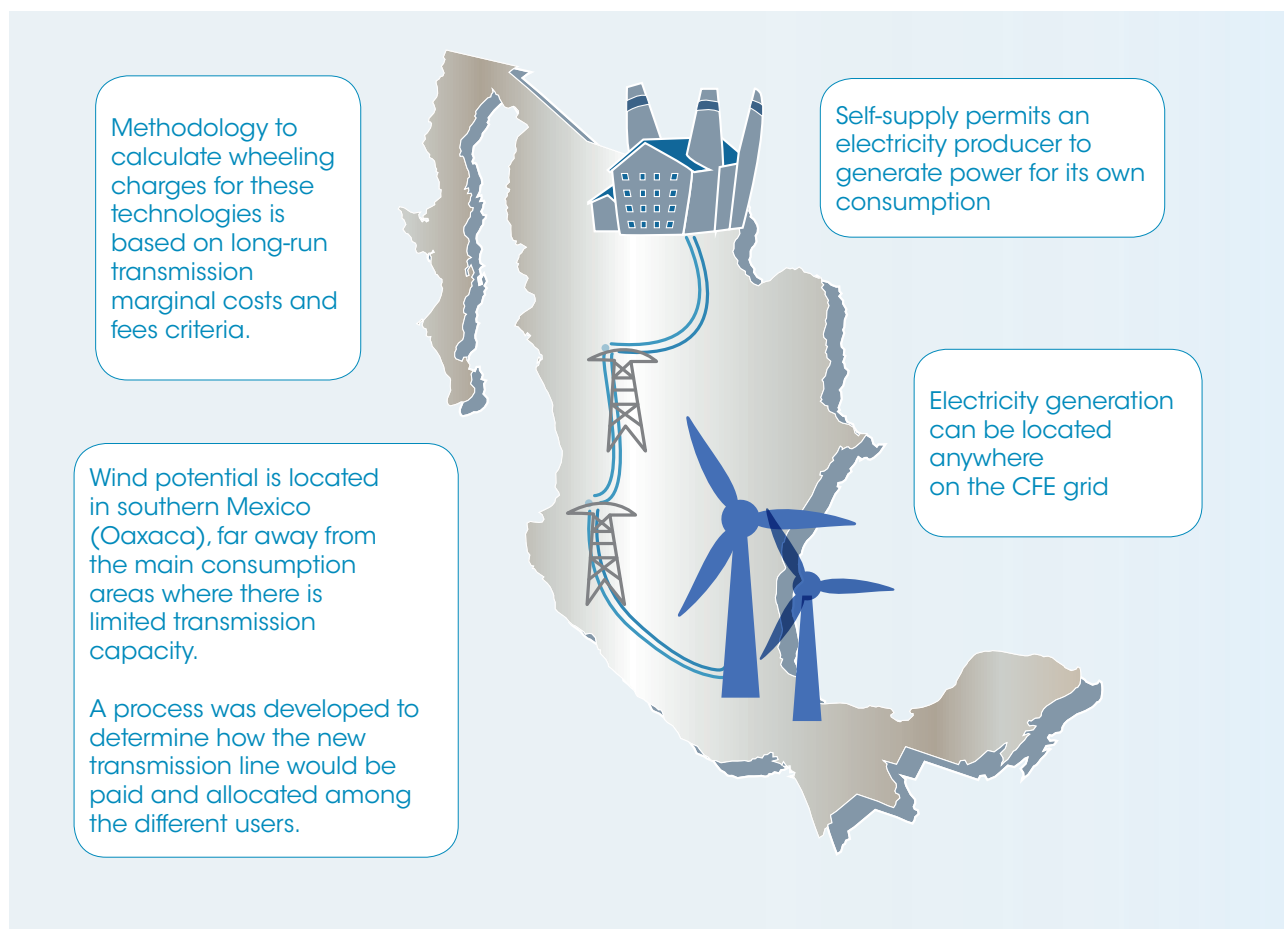 Methodology to
calculate wheeling
charges for these
technologies is
based on long-run
transmission
marginal costs and
fees criteria.
Self-supply permits an
electricity producer to
generate power for its own
consumption
Electricity generation
can be located
anywhere
on the CFE grid
Wind potential is located
in southern Mexico
(Oaxaca), far away from
the main consumption
areas where there is
limited transmission
capacity.
A process was developed to
determine how the new
transmission line would be
paid and allocated among
the different users.